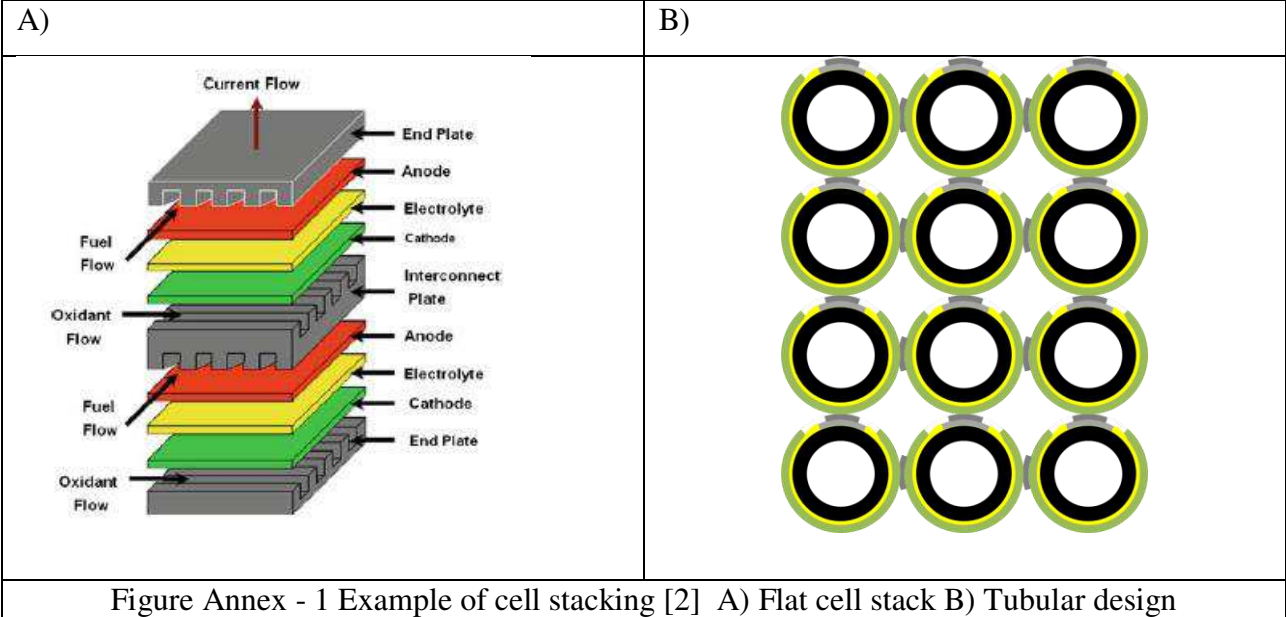 A)
B)
Current Flow
End Plate
Anode
Electrolyte
Cathode
Fuel
Flow
Interconnect
Plate
Oxidant
Flow
Anode
Electrolyte
Fuel
Flow
Cathode
End Plate
Oxidant
Flow
Figure Annex - 1 Example of cell stacking [2] A) Flat cell stack B) Tubular design